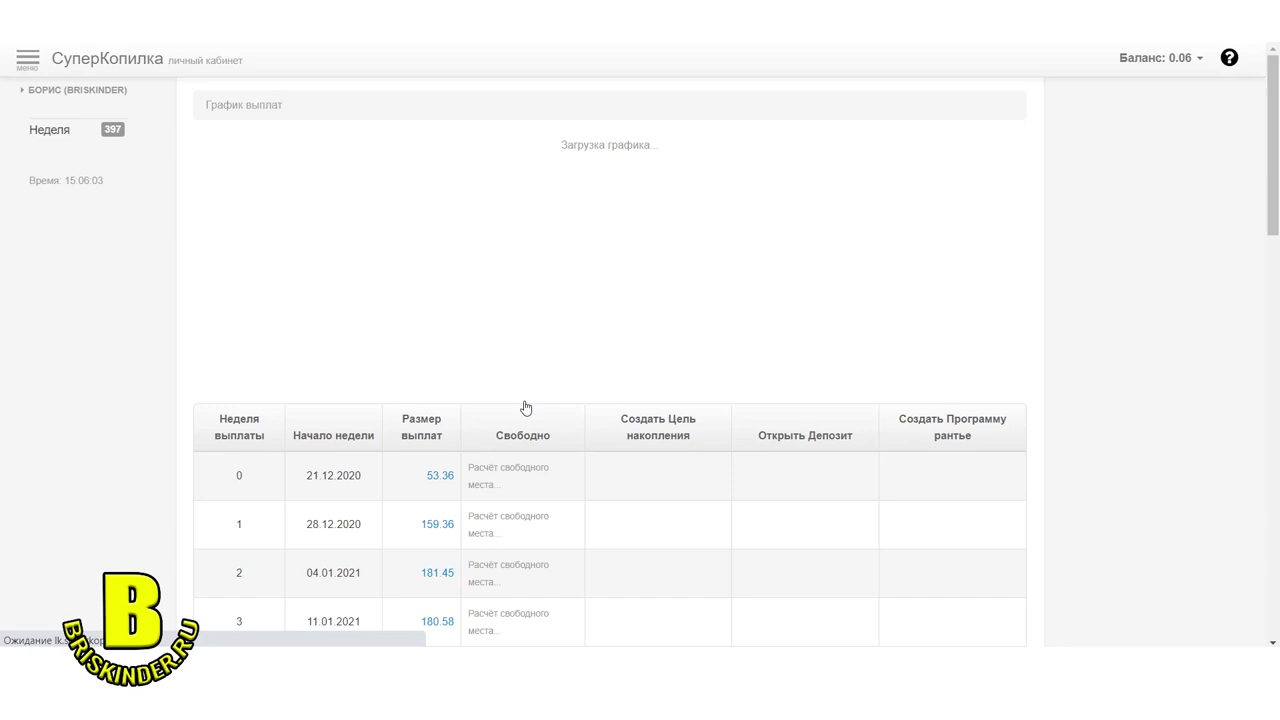 СуперКопилка личный кабинет
Баланс: 0.06
?
меню
БОРИС (BRISKINDER)
График выплат
Неделя 397
Загрузка графика...
Время: 15:06:03
Неделя выплаты
Начало недели
Размер выплат
Свободно
Создать Цель накопления
Открыть Депозит
Создать Программу рантье
0 21.12.2020 53.36 Расчёт свободного места...
1 28.12.2020 159.36 Расчёт свободного места...
2 04.01.2021 181.45 Расчёт свободного места...
3 11.01.2021 180.58 Расчёт свободного места...
Ожидание
B
BRISKINDER.RU